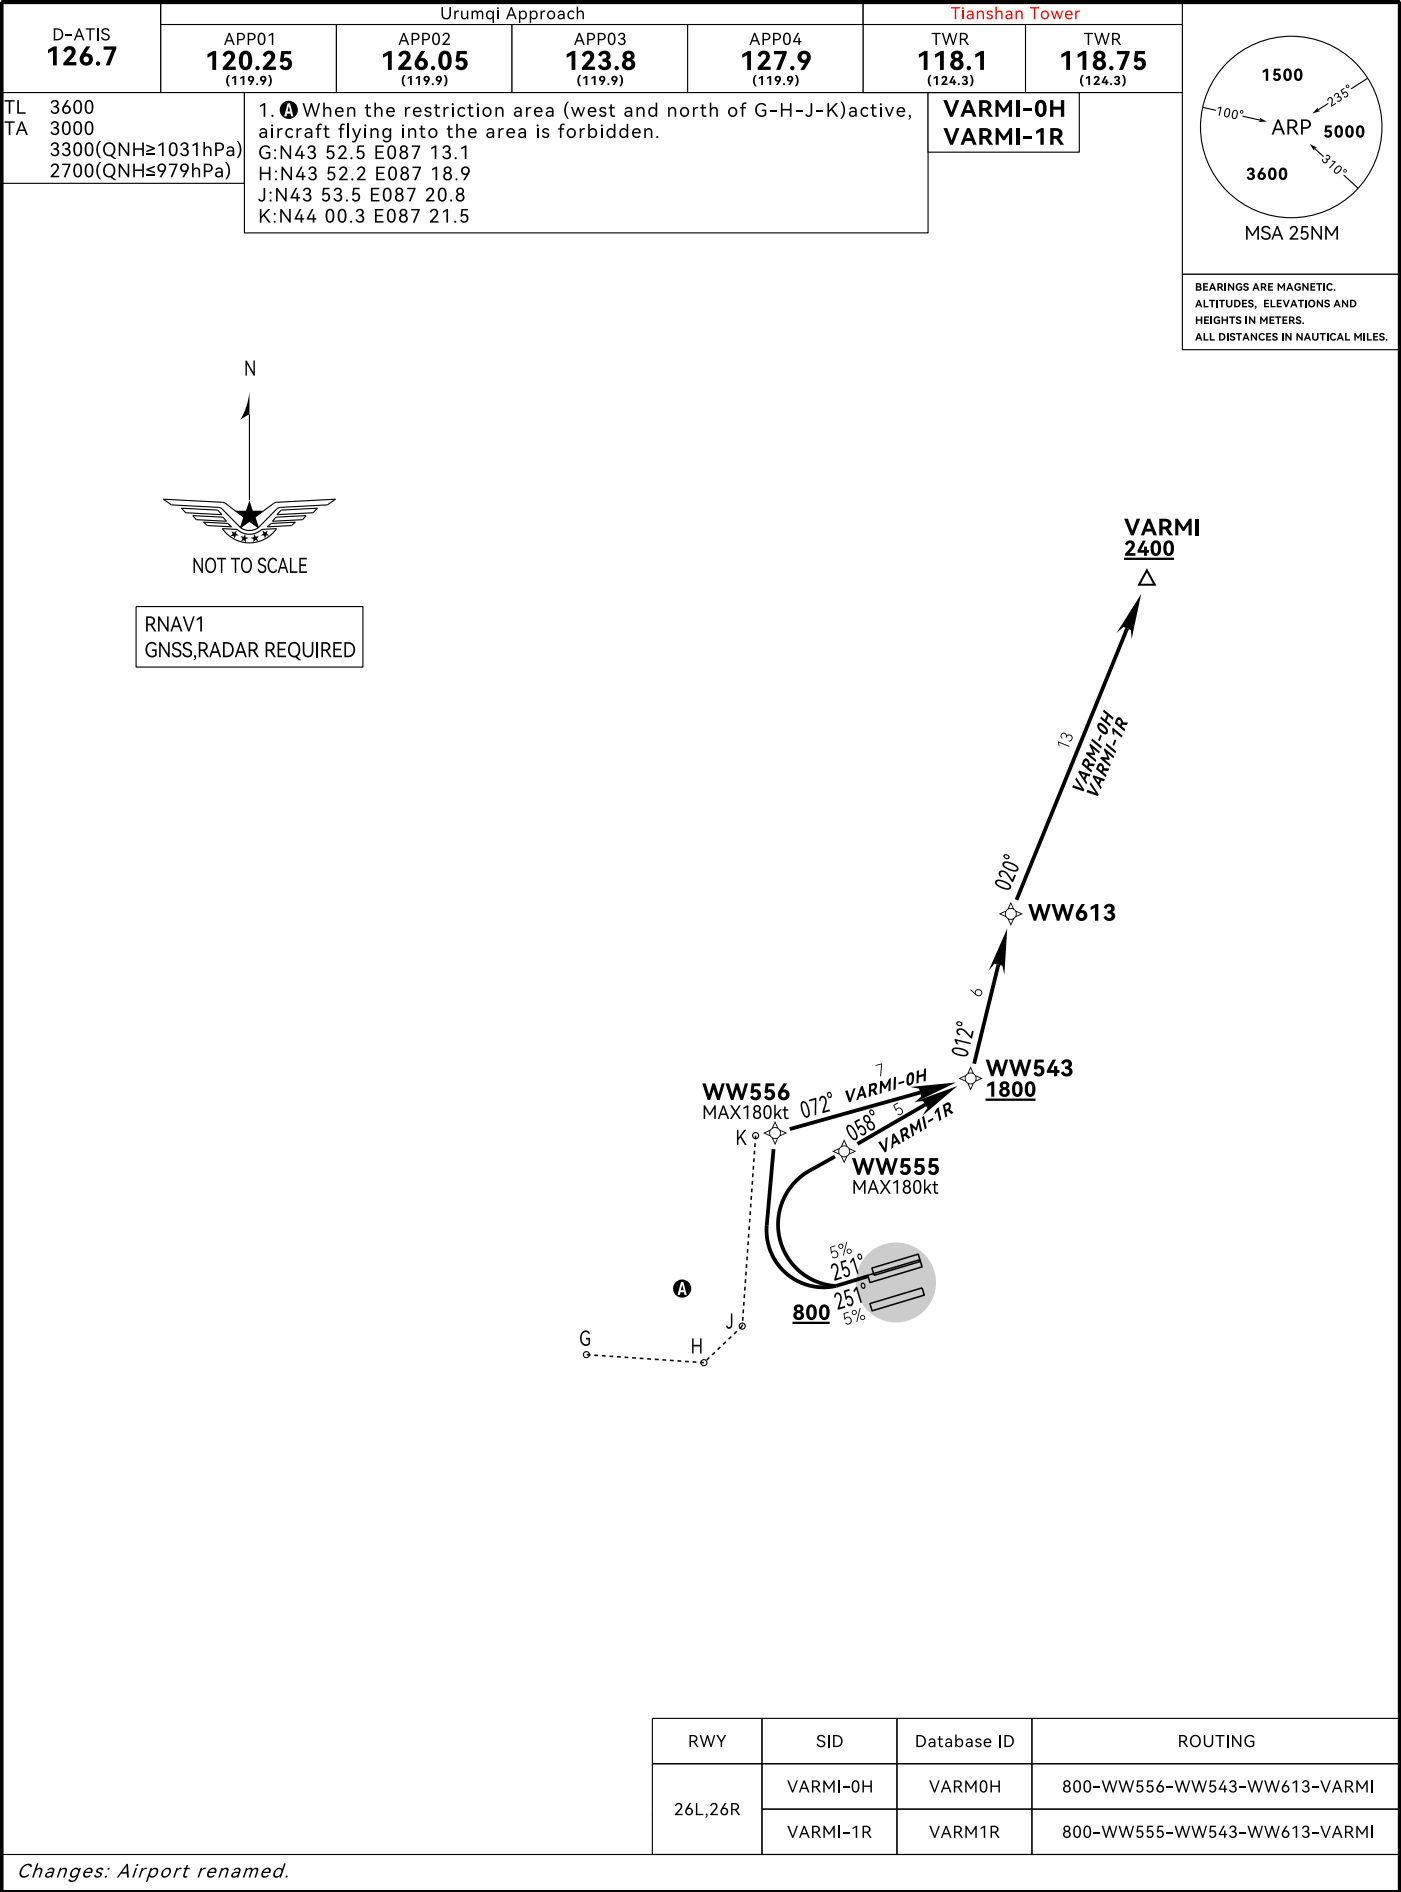 D-ATIS
126.7
Urumqi Approach
APP01
120.25
(119.9)
APP02
126.05
(119.9)
APP03
123.8
(119.9)
APP04
127.9
(119.9)
Tianshan Tower
TWR
118.1
(124.3)
TWR
118.75
(124.3)
TL 3600
TA 3000
3300(QNH≥1031hPa)
2700(QNH≤979hPa)
1. A When the restriction area (west and north of G-H-J-K)active,
aircraft flying into the area is forbidden.
G:N43 52.5 E087 13.1
H:N43 52.2 E087 18.9
J:N43 53.5 E087 20.8
K:N44 00.3 E087 21.5
VARMI-0H
VARMI-1R
1500
235°
100°
ARP 5000
3600
310°
MSA 25NM
BEARINGS ARE MAGNETIC.
ALTITUDES, ELEVATIONS AND
HEIGHTS IN METERS.
ALL DISTANCES IN NAUTICAL MILES.
N
NOT TO SCALE
RNAV1
GNSS,RADAR REQUIRED
VARMI
2400
13
VARMI-0H
VARMI-1R
020°
WW613
6
012°
WW543
1800
7
VARMI-0H
072°
WW556
MAX180kt
5
058°
VARMI-1R
K
WW555
MAX180kt
5%
251°
251°
5%
800
A
J
G
H
RWY SID Database ID ROUTING
26L,26R
VARMI-0H VARM0H 800-WW556-WW543-WW613-VARMI
VARMI-1R VARM1R 800-WW555-WW543-WW613-VARMI
Changes: Airport renamed.